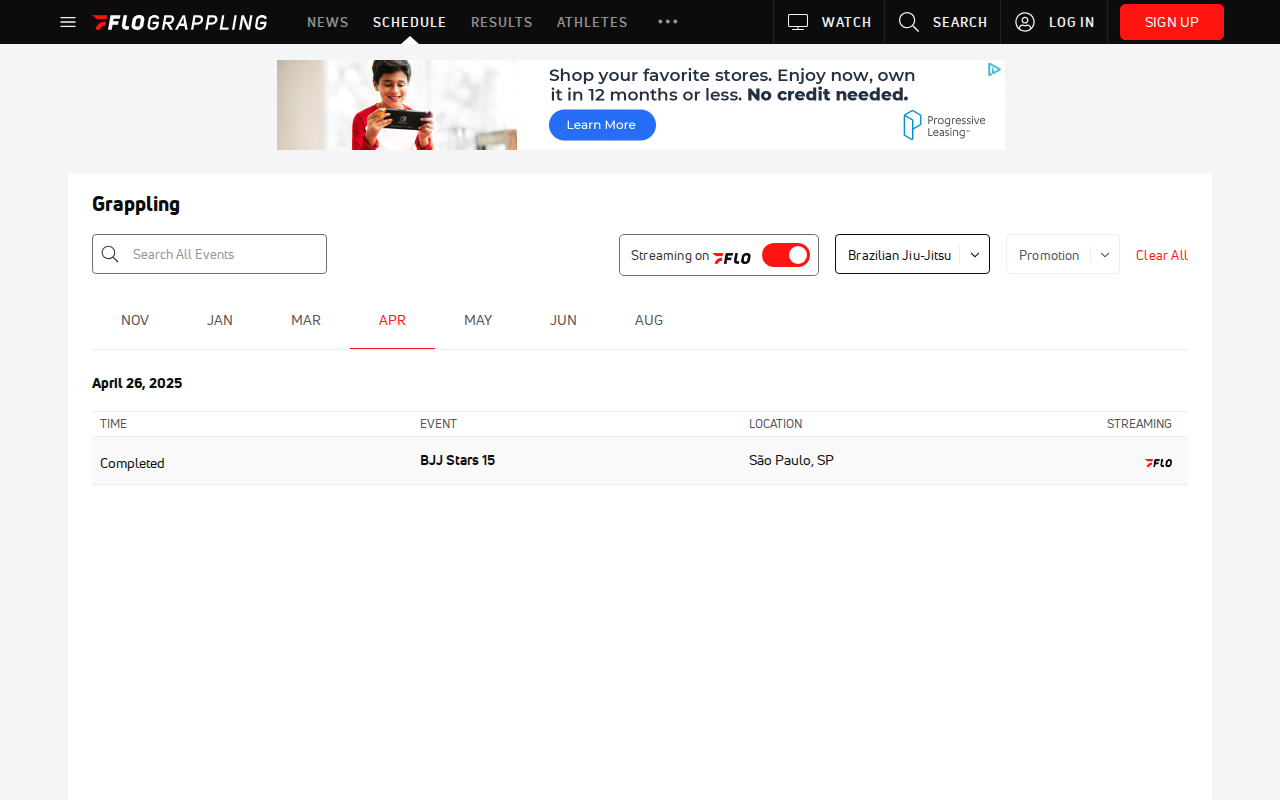 FLOGRAPPLING
NEWS
SCHEDULE
RESULTS
ATHLETES
WATCH
SEARCH
LOG IN
SIGN UP
Shop your favorite stores. Enjoy now, own
it in 12 months or less. No credit needed.
Learn More
Progressive
Leasing
Grappling
Search All Events
Streaming on FLO
Brazilian Jiu-Jitsu
Promotion
Clear All
NOV
JAN
MAR
APR
MAY
JUN
AUG
April 26, 2025
TIME
EVENT
LOCATION
STREAMING
Completed
BJJ Stars 15
São Paulo, SP
FLO